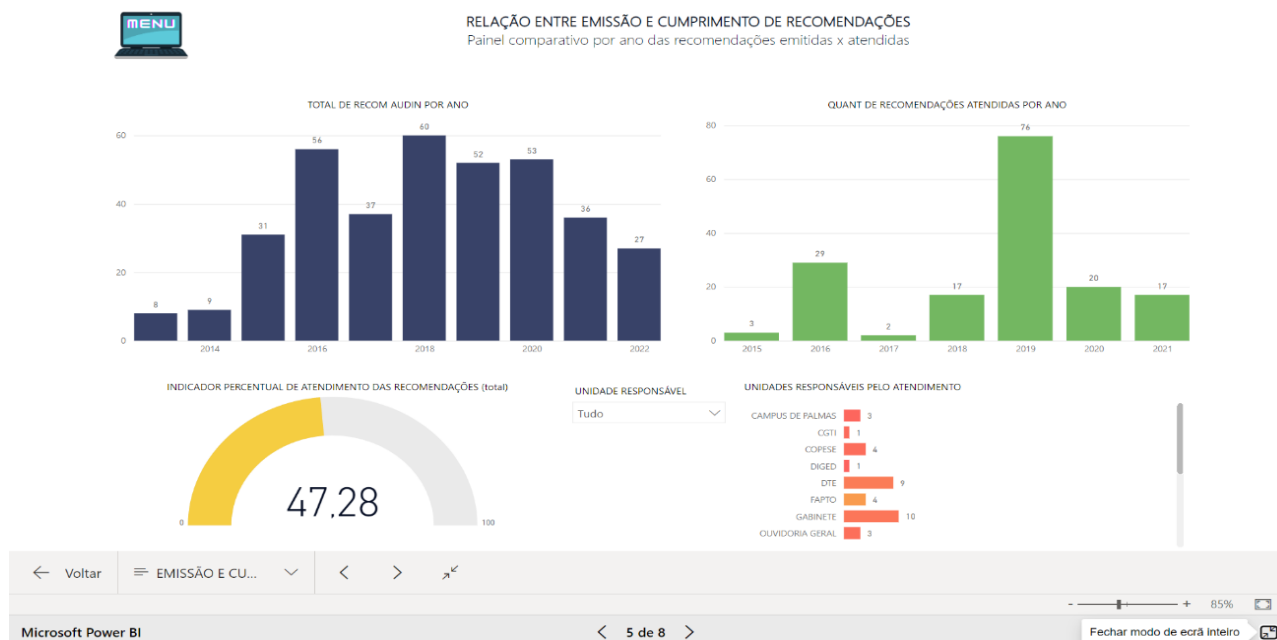 MENU
RELAÇÃO ENTRE EMISSÃO E CUMPRIMENTO DE RECOMENDAÇÕES
Painel comparativo por ano das recomendações emitidas x atendidas
TOTAL DE RECOM AUDIN POR ANO
60
40
20
0
8
9
31
56
37
60
52
53
36
27
2014
2016
2018
2020
2022
QUANT DE RECOMENDAÇÕES ATENDIDAS POR ANO
80
60
40
20
0
3
29
2
17
76
20
17
2015
2016
2017
2018
2019
2020
2021
INDICADOR PERCENTUAL DE ATENDIMENTO DAS RECOMENDAÇÕES (total)
47,28
0
100
UNIDADE RESPONSÁVEL
Tudo
UNIDADES RESPONSÁVEIS PELO ATENDIMENTO
CAMPUS DE PALMAS 3
CGTI 1
COPESE 4
DIGED 1
DTE 9
FAPTO 4
GABINETE 10
OUVIDORIA GERAL 3
Voltar
EMISSÃO E CU...
- + 85%
Microsoft Power BI
5 de 8
Fechar modo de ecrã inteiro